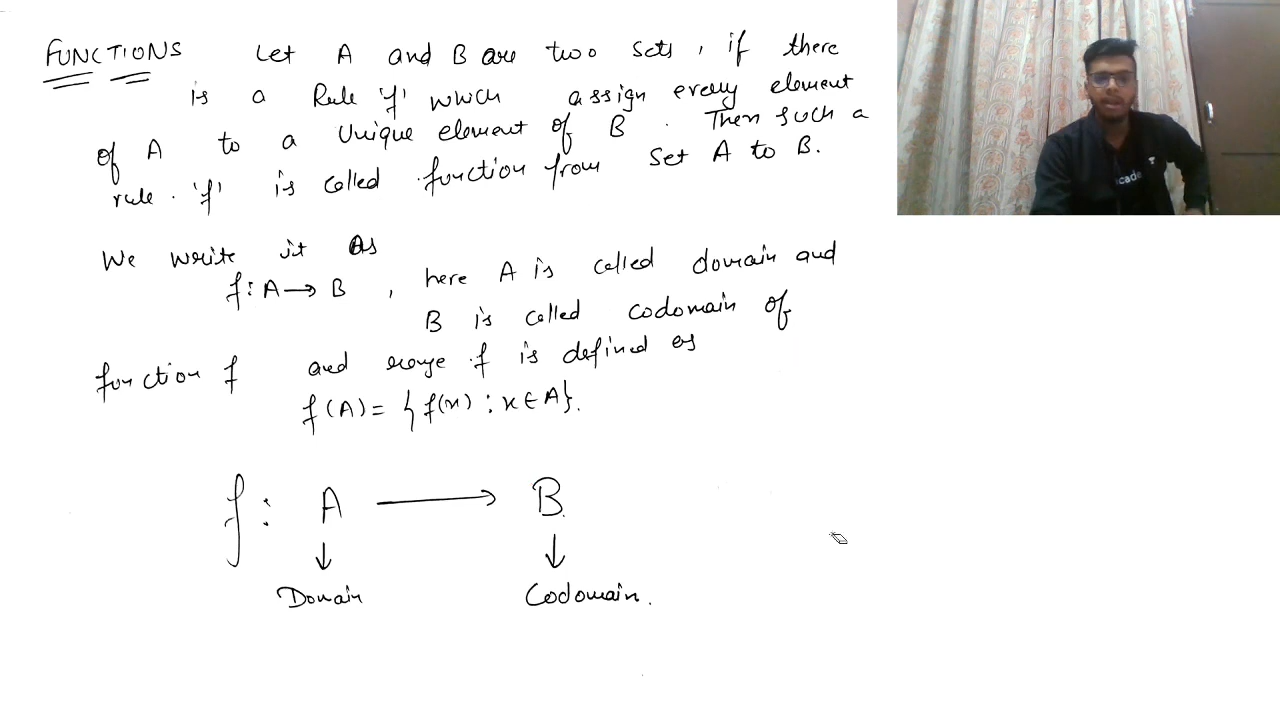 FUNCTIONS Let A and B are two sets, if there
is a Rule 'f' which assign every element
of A to a Unique element of B. Then such a
rule 'f' is called function from set A to B.
We write it as
f: A → B, here A is called domain and
B is called codomain of
function f and range f is defined as
f(A) = {f(x) : x ∈ A}.
f: A → B.
↓ ↓
Domain Codomain.
cade